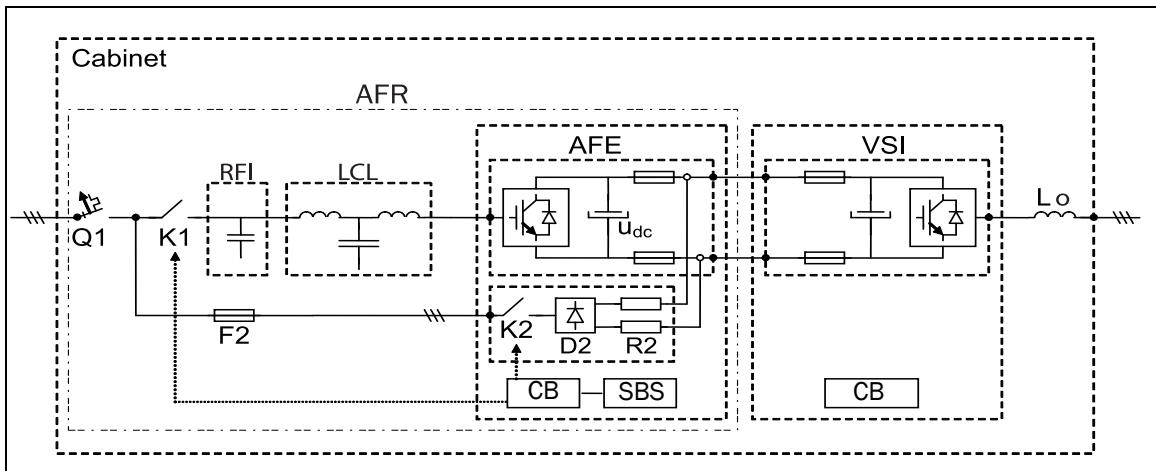 Cabinet
AFR
RFI
LCL
AFE
VSI
Q1
K1
u_dc
Lo
F2
K2
D2
R2
CB
SBS
CB